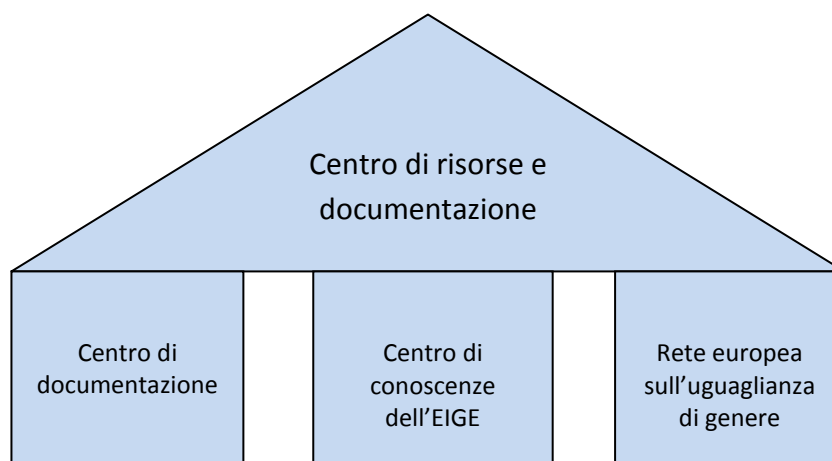 Centro di risorse e
documentazione
Centro di
documentazione
Centro di
conoscenze
dell’EIGE
Rete europea
sull’uguaglianza
di genere